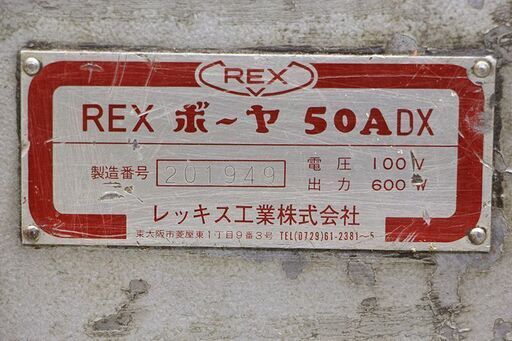 REX
REX ボーヤ 50ADX
製造番号 201949
電圧 100V
出力 600W
レッキス工業株式会社
東大阪市菱屋東1丁目9番3号 TEL(0729)61-2381〜5